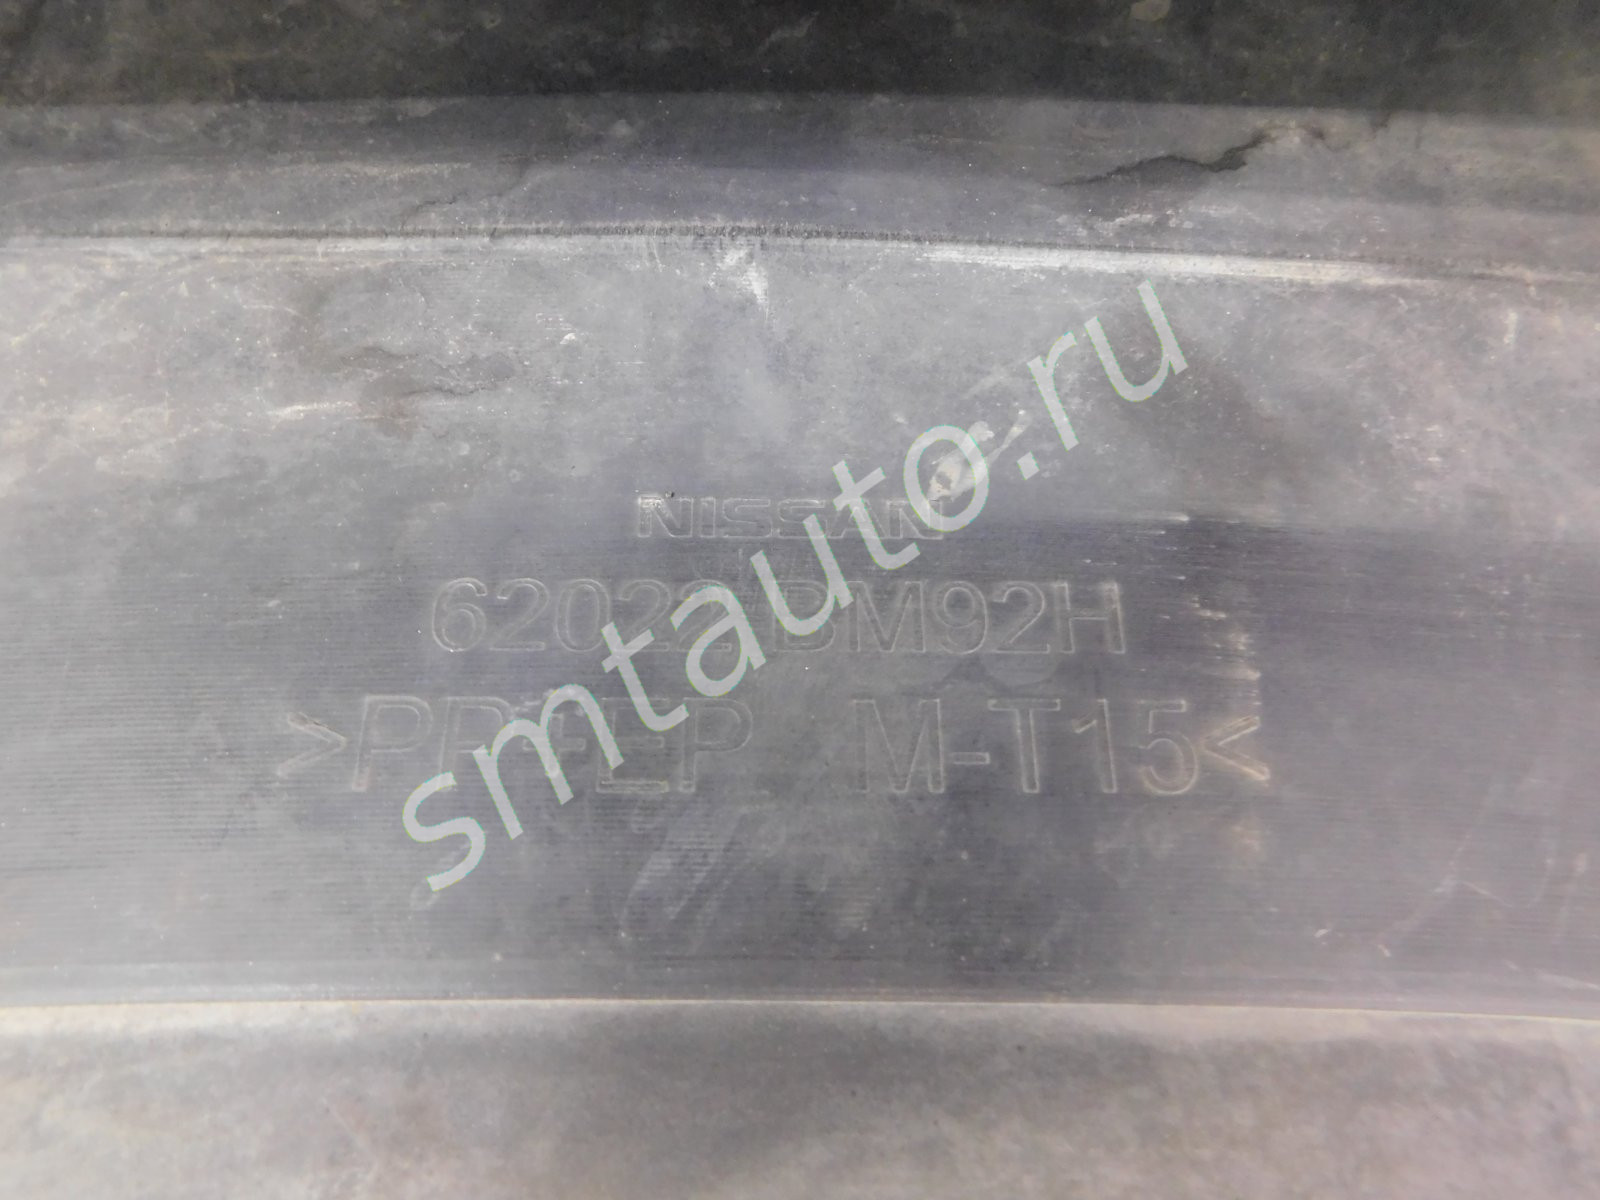 NISSAN
62022 BM92H
>PP+EP M-T15<
smtauto.ru